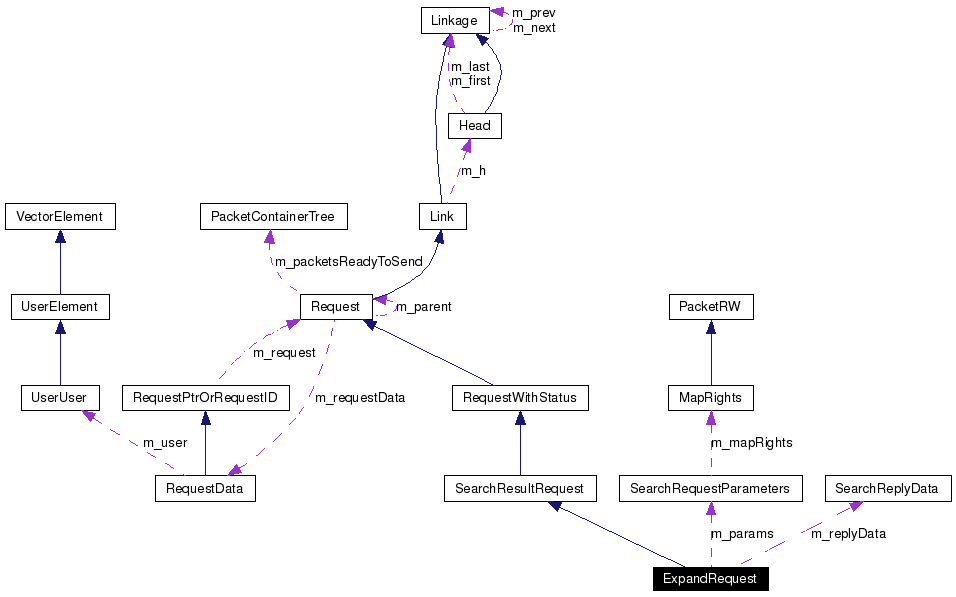 Linkage
m_prev
m_next
m_last
m_first
Head
m_h
VectorElement
PacketContainerTree
Link
m_packetsReadyToSend
UserElement
Request
m_parent
PacketRW
m_request
UserUser
RequestPtrOrRequestID
m_requestData
RequestWithStatus
MapRights
m_user
m_mapRights
RequestData
SearchResultRequest
SearchRequestParameters
SearchReplyData
m_params
m_replyData
ExpandRequest